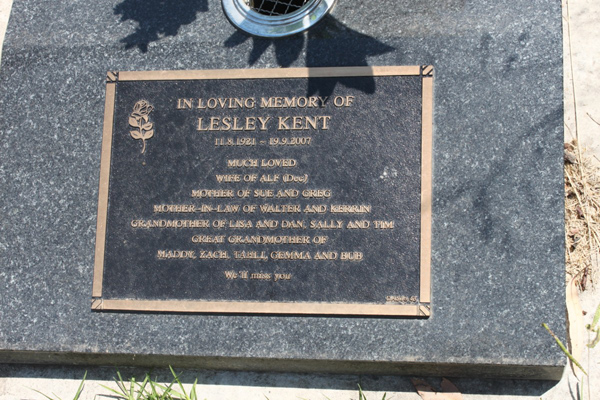 IN LOVING MEMORY OF
LESLEY KENT
11.8.1921 - 19.9.2007
MUCH LOVED
WIFE OF ALF (Dec)
MOTHER OF SUE AND GREG
MOTHER-IN-LAW OF WALTER AND KERRIN
GRANDMOTHER OF LISA AND DAN, SALLY AND TIM
GREAT GRANDMOTHER OF
MADDY, ZACH, TAHLI, GEMMA AND BUB
We'll miss you